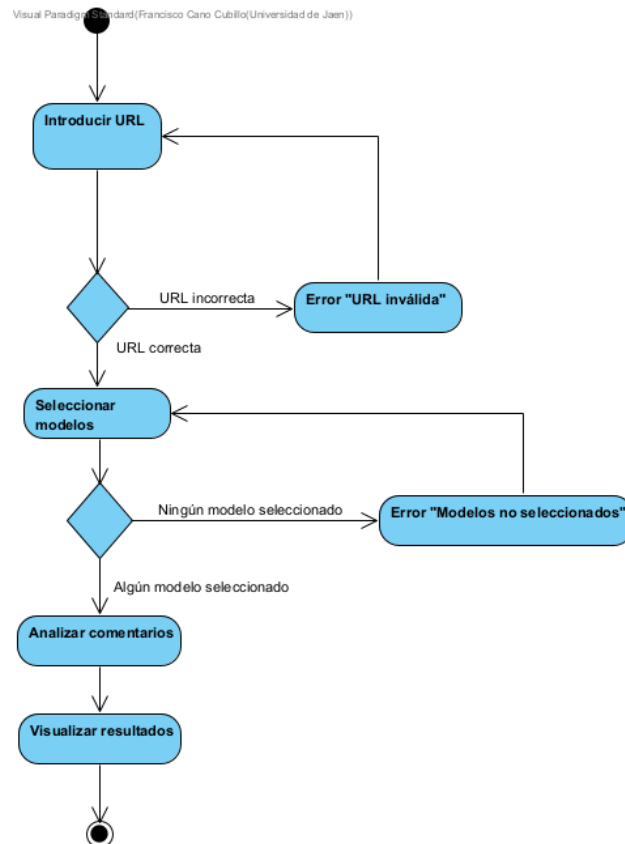 Visual Paradigm Standard(Francisco Cano Cubillo(Universidad de Jaen))
Introducir URL
URL incorrecta
Error "URL inválida"
URL correcta
Seleccionar
modelos
Ningún modelo seleccionado
Error "Modelos no seleccionados"
Algún modelo seleccionado
Analizar comentarios
Visualizar resultados